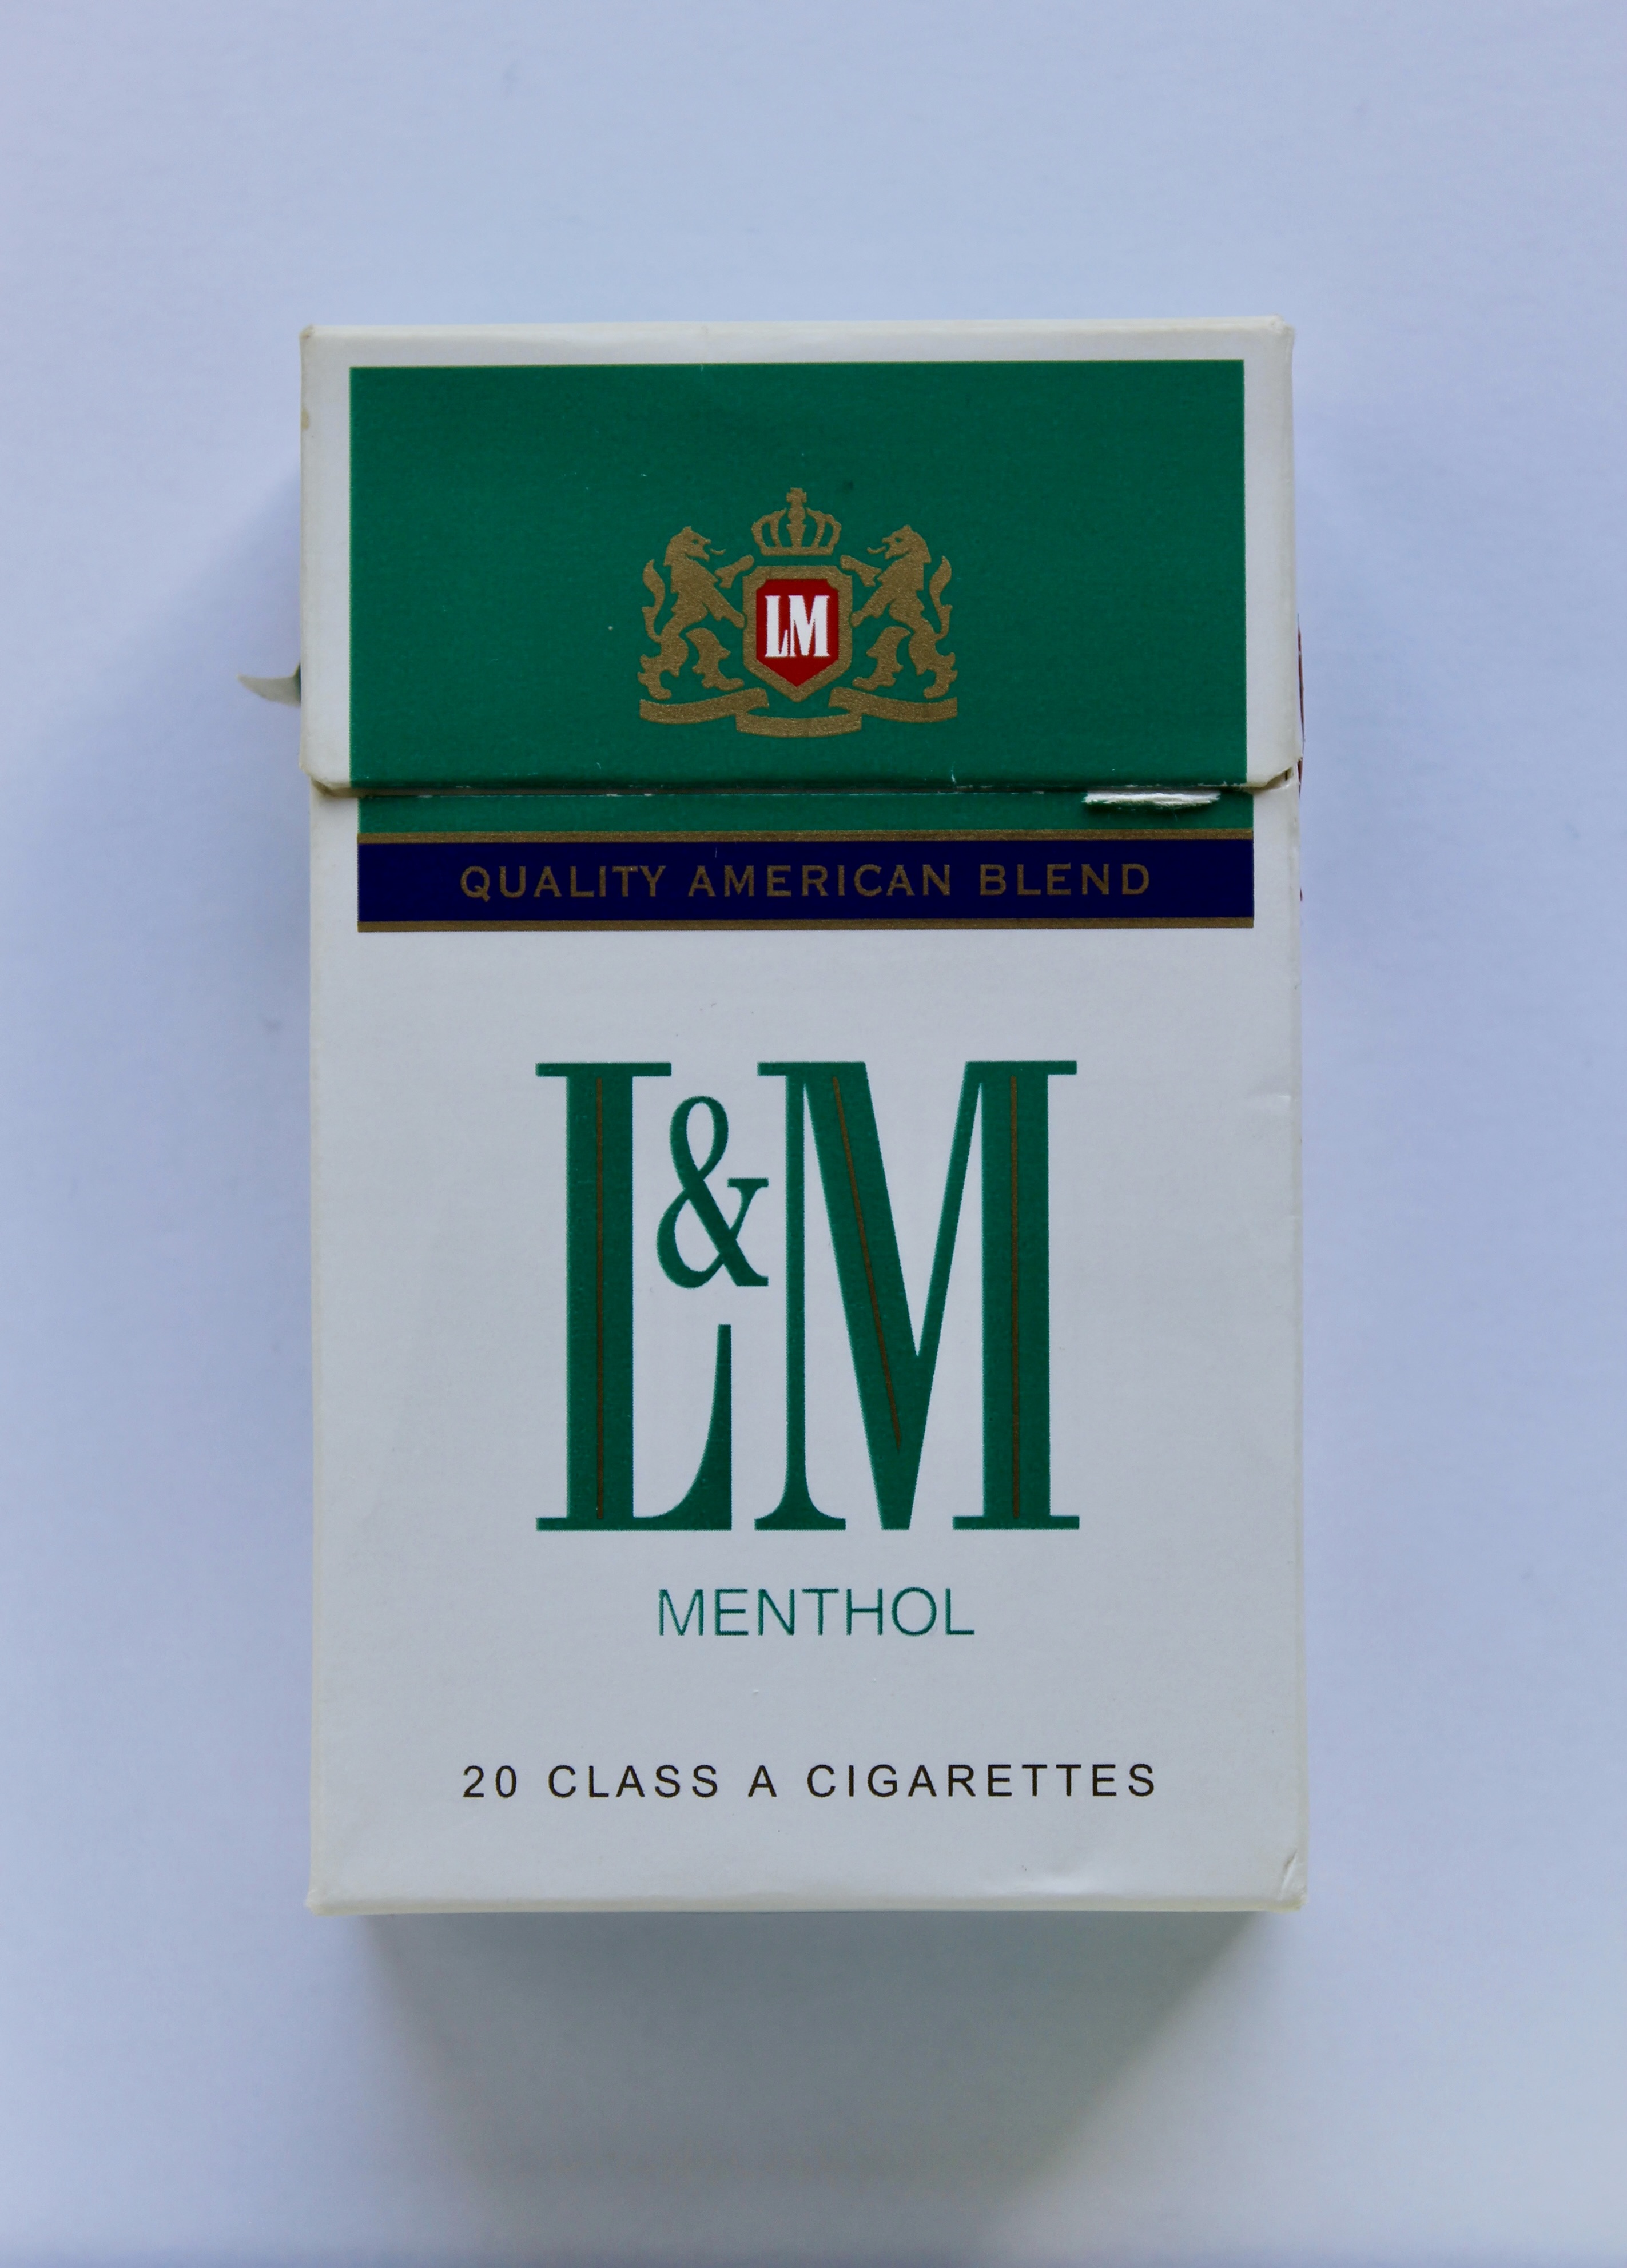 LM
QUALITY AMERICAN BLEND
L&M
MENTHOL
20 CLASS A CIGARETTES